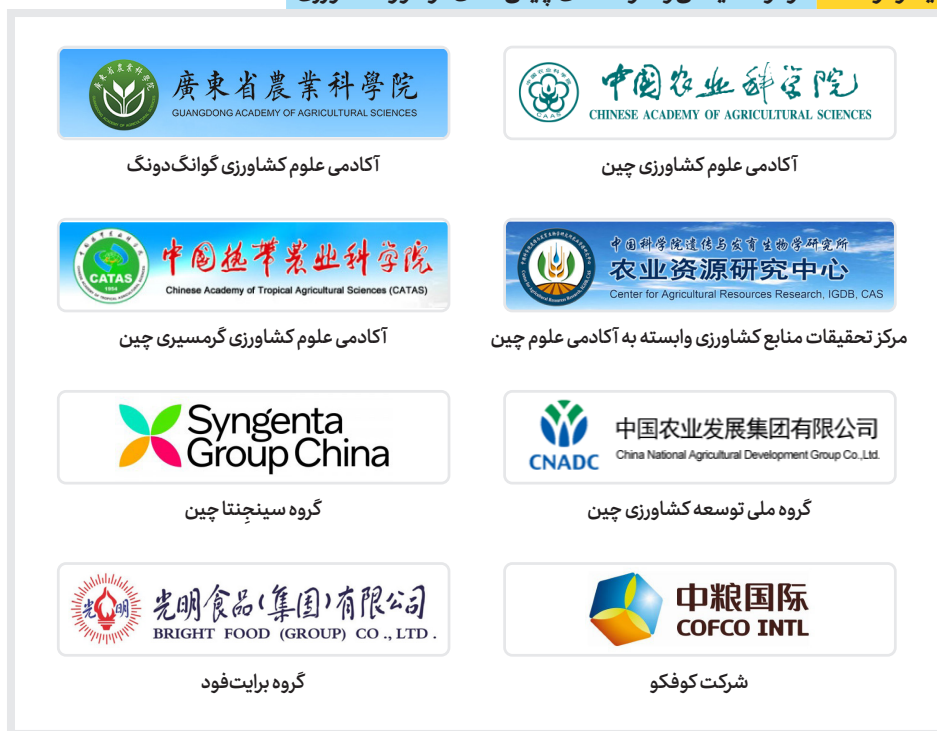 中国农业科学院
CAAS
CHINESE ACADEMY OF AGRICULTURAL SCIENCES
آکادمی علوم کشاورزی چین
廣東省農業科學院
GUANGDONG ACADEMY OF AGRICULTURAL SCIENCES
آکادمی علوم کشاورزی گوانگ‌دونگ
中国科学院遗传与发育生物学研究所
农业资源研究中心
Center for Agricultural Resources Research, IGDB, CAS
مرکز تحقیقات منابع کشاورزی وابسته به آکادمی علوم چین
CATAS
1954
中国热带农业科学院
Chinese Academy of Tropical Agricultural Sciences (CATAS)
آکادمی علوم کشاورزی گرمسیری چین
CNADC
中国农业发展集团有限公司
China National Agricultural Development Group Co.,Ltd.
گروه ملی توسعه کشاورزی چین
Syngenta
Group China
گروه سینجِنتا چین
中粮国际
COFCO INTL
شرکت کوفکو
光明
光明食品(集团)有限公司
BRIGHT FOOD (GROUP) CO., LTD.
گروه برایت‌فود